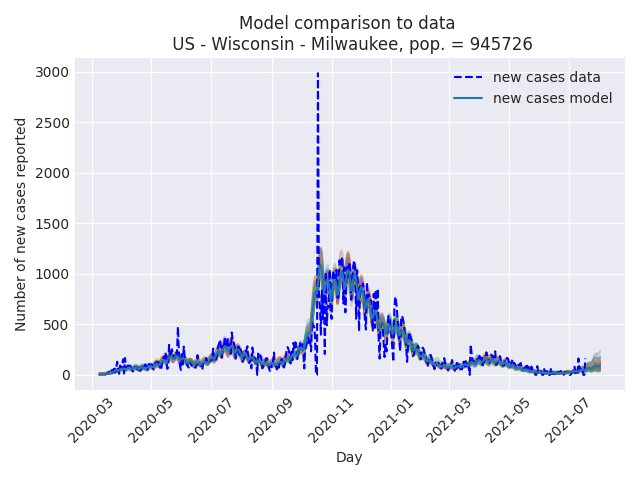 Model comparison to data
US - Wisconsin - Milwaukee, pop. = 945726
new cases data
new cases model
Number of new cases reported
3000
2500
2000
1500
1000
500
0
2020-03
2020-05
2020-07
2020-09
2020-11
2021-01
2021-03
2021-05
2021-07
Day